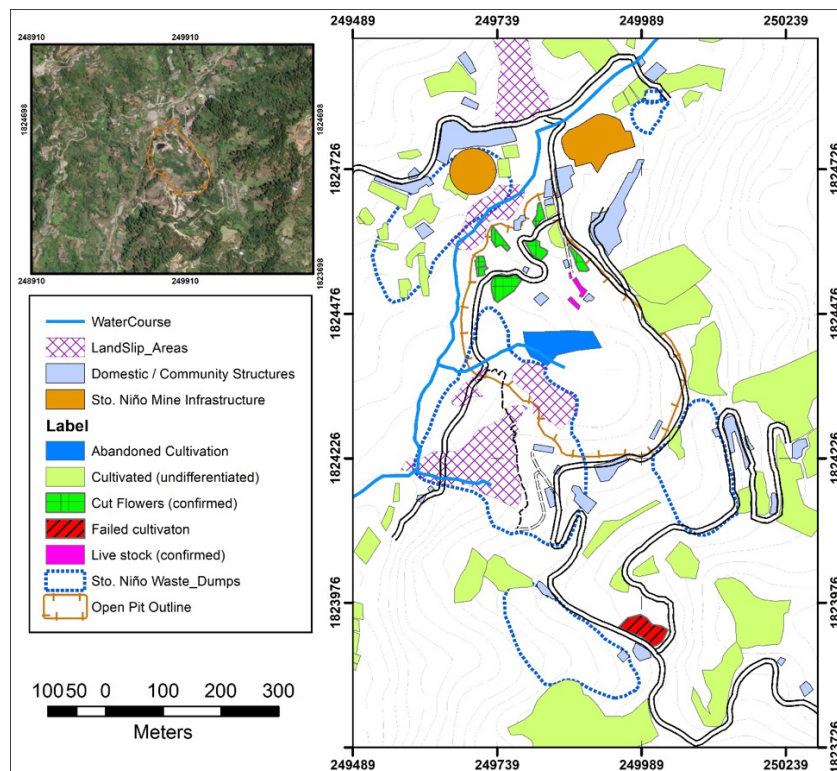 248910 249910
1824698 1824698
1823698
248910 249910
WaterCourse
LandSlip_Areas
Domestic / Community Structures
Sto. Niño Mine Infrastructure
Label
Abandoned Cultivation
Cultivated (undifferentiated)
Cut Flowers (confirmed)
Failed cultivaton
Live stock (confirmed)
Sto. Niño Waste_Dumps
Open Pit Outline
100 50 0 100 200 300
Meters
249489 249739 249989 250239
1824726 1824726
1824476 1824476
1824226 1824226
1823976 1823976
1823726
249489 249739 249989 250239